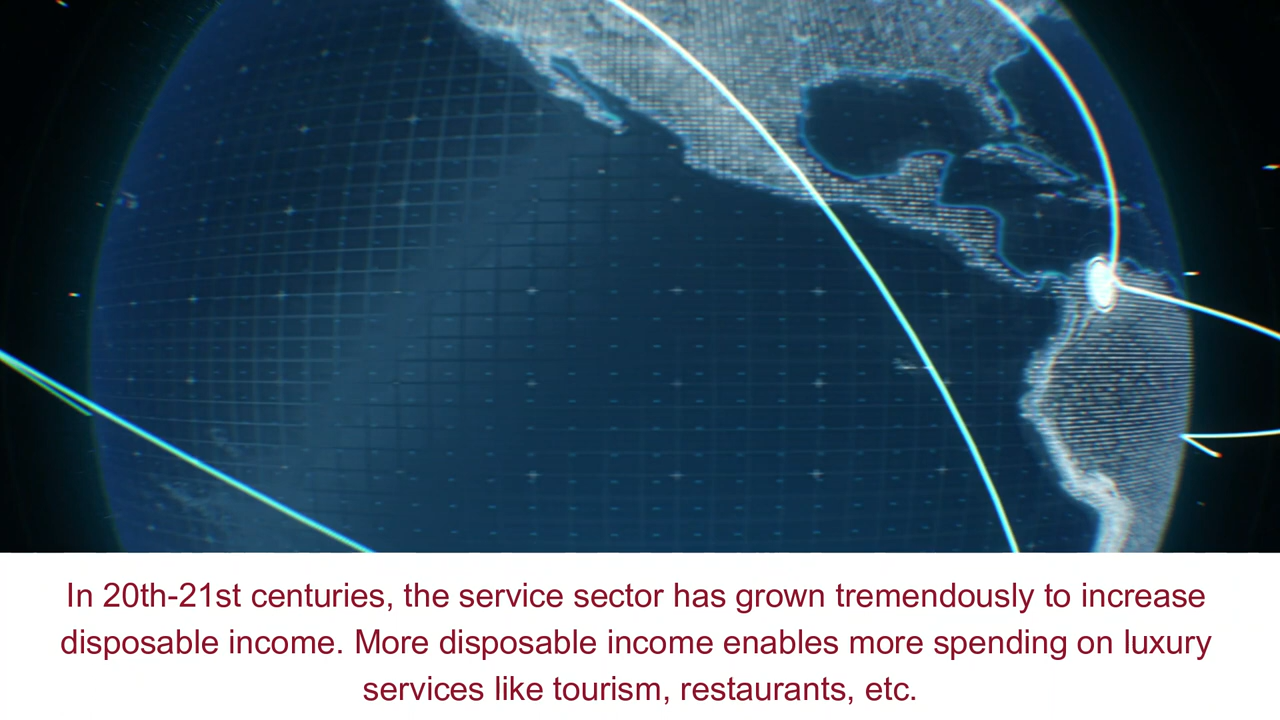 In 20th-21st centuries, the service sector has grown tremendously to increase
disposable income. More disposable income enables more spending on luxury
services like tourism, restaurants, etc.